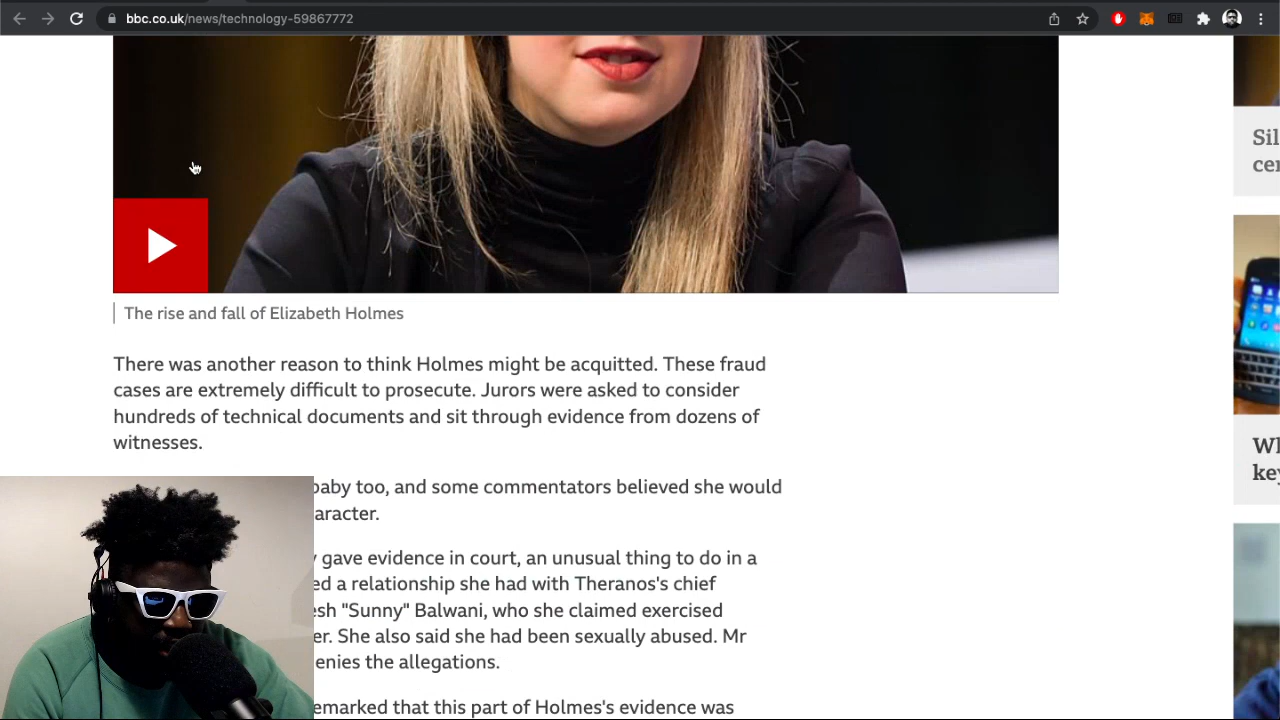 bbc.co.uk/news/technology-59867772
Sil
cer
The rise and fall of Elizabeth Holmes
There was another reason to think Holmes might be acquitted. These fraud
cases are extremely difficult to prosecute. Jurors were asked to consider
hundreds of technical documents and sit through evidence from dozens of
witnesses.
Wl
key
baby too, and some commentators believed she would
aracter.
y gave evidence in court, an unusual thing to do in a
ed a relationship she had with Theranos's chief
esh "Sunny" Balwani, who she claimed exercised
er. She also said she had been sexually abused. Mr
enies the allegations.
emarked that this part of Holmes's evidence was